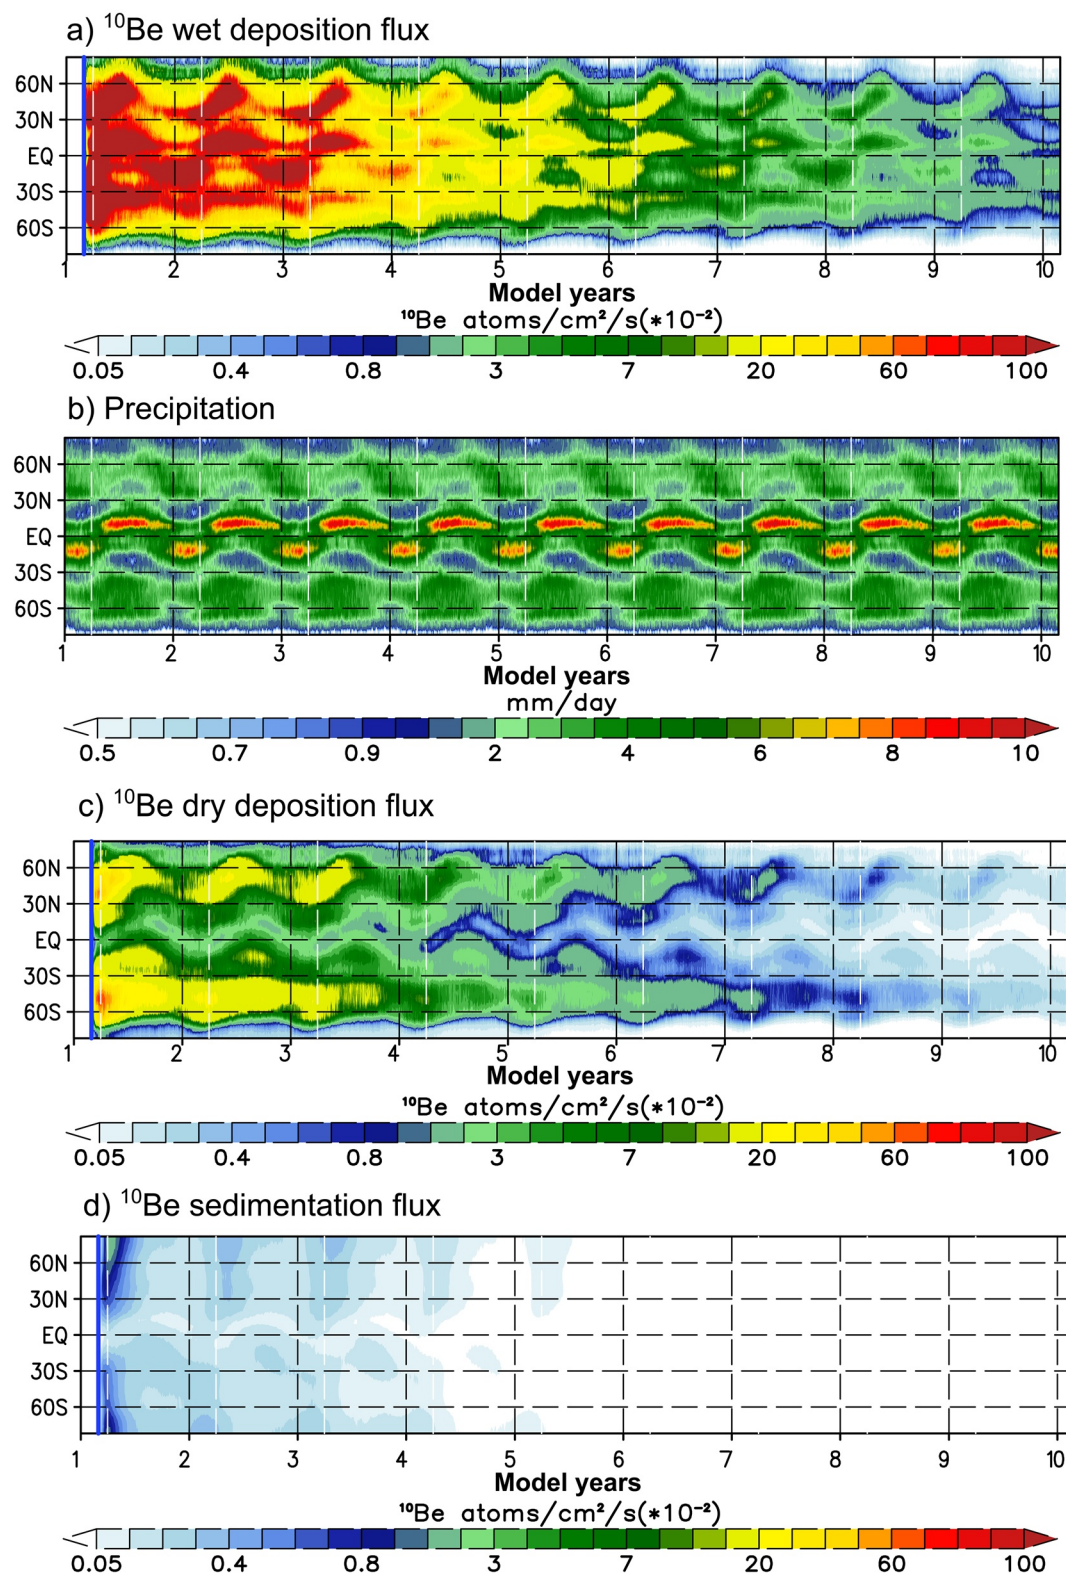 a) ¹⁰Be wet deposition flux
60N
30N
EQ
30S
60S
1 2 3 4 5 6 7 8 9 10
Model years
¹⁰Be atoms/cm²/s(*10⁻²)
0.05 0.4 0.8 3 7 20 60 100
b) Precipitation
60N
30N
EQ
30S
60S
1 2 3 4 5 6 7 8 9 10
Model years
mm/day
0.5 0.7 0.9 2 4 6 8 10
c) ¹⁰Be dry deposition flux
60N
30N
EQ
30S
60S
1 2 3 4 5 6 7 8 9 10
Model years
¹⁰Be atoms/cm²/s(*10⁻²)
0.05 0.4 0.8 3 7 20 60 100
d) ¹⁰Be sedimentation flux
60N
30N
EQ
30S
60S
1 2 3 4 5 6 7 8 9 10
Model years
¹⁰Be atoms/cm²/s(*10⁻²)
0.05 0.4 0.8 3 7 20 60 100